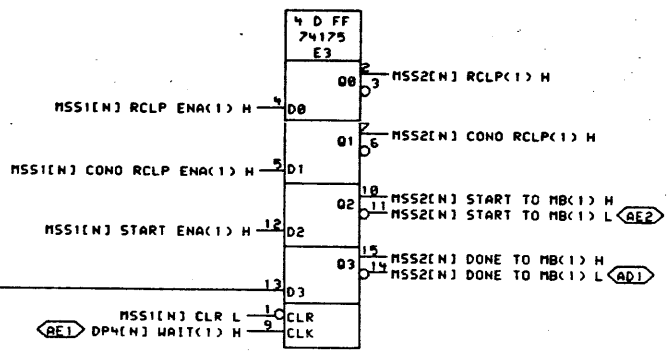 4 D FF
74175
E3
2
Q0 MSS2[N] RCLP(1) H
3
4
MSS1[N] RCLP ENA(1) H D0
7
Q1 MSS2[N] CONO RCLP(1) H
6
5
MSS1[N] CONO RCLP ENA(1) H D1
10
Q2 MSS2[N] START TO MB(1) H
11
MSS2[N] START TO MB(1) L AE2
12
MSS1[N] START ENA(1) H D2
15
Q3 MSS2[N] DONE TO MB(1) H
14
MSS2[N] DONE TO MB(1) L AD1
13
D3
1
MSS1[N] CLR L CLR
9
AE1 DP4[N] WAIT(1) H CLK